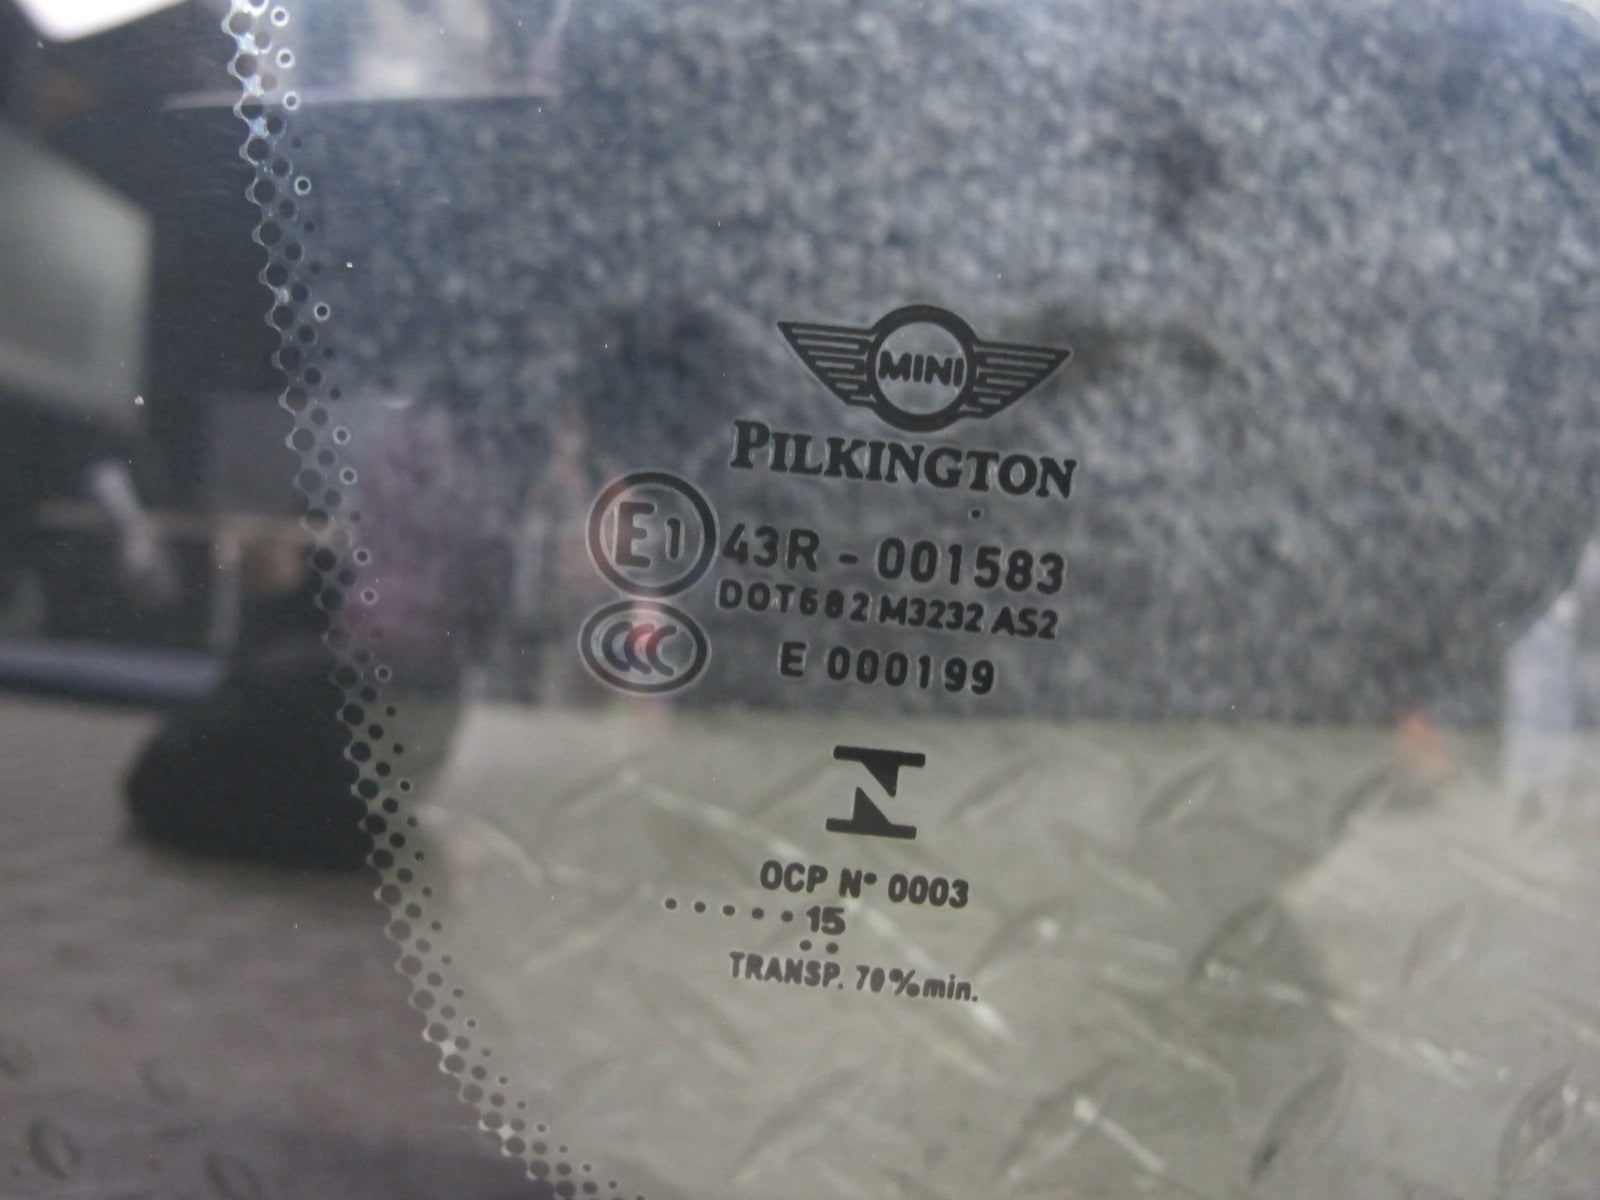 MINI
PILKINGTON
E1 43R - 001583
DOT682 M3232 AS2
CCC E 000199
OCP N° 0003
.....15
..
TRANSP. 70%min.